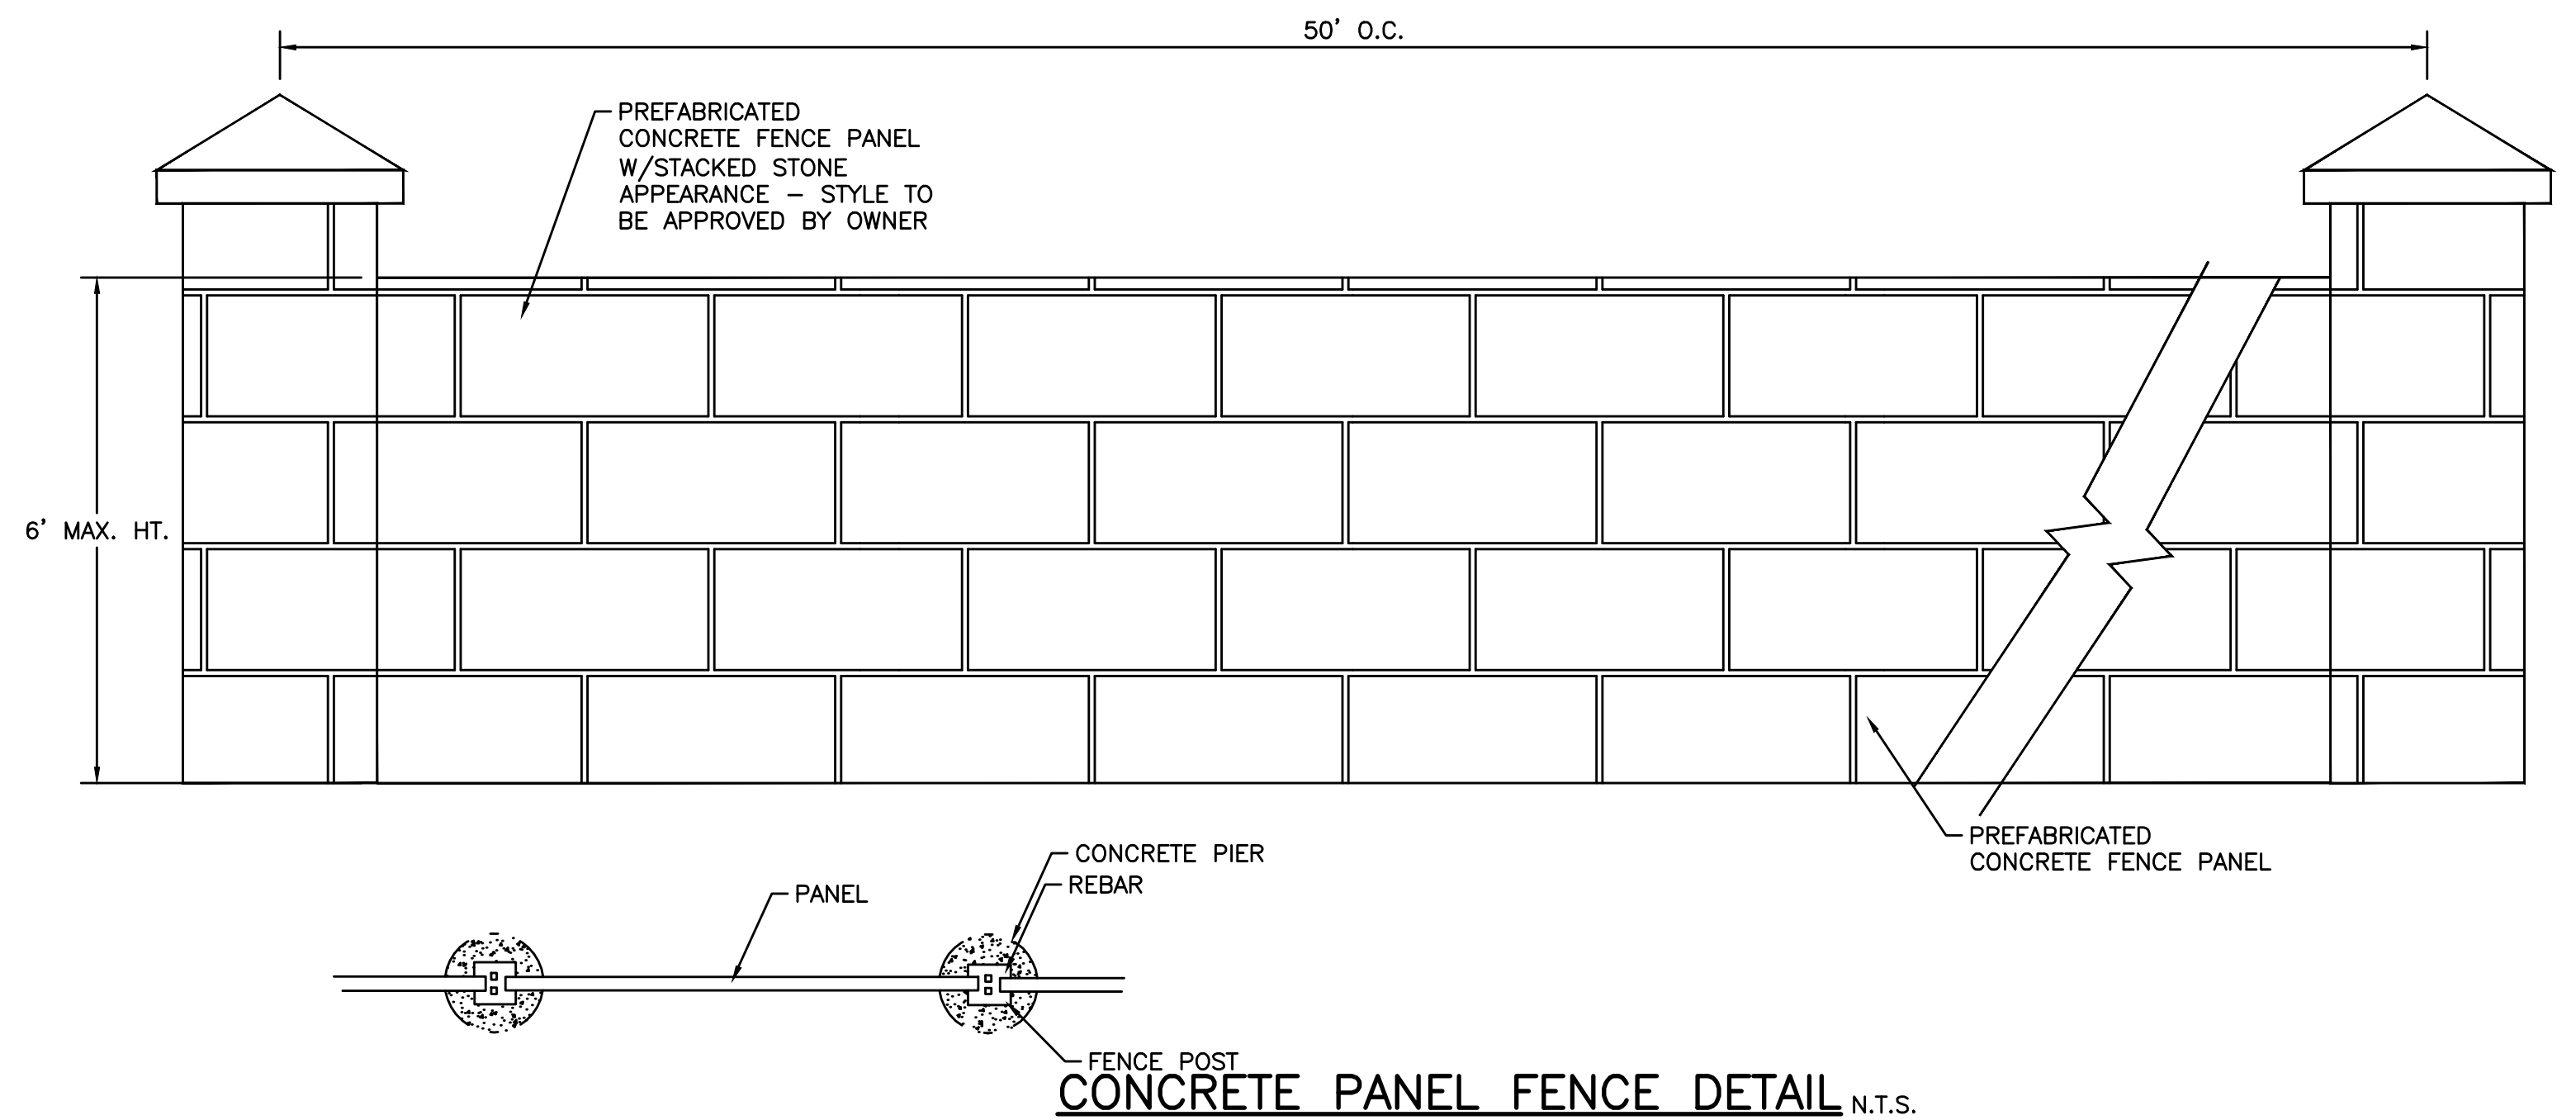 50' O.C.
PREFABRICATED
CONCRETE FENCE PANEL
W/STACKED STONE
APPEARANCE – STYLE TO
BE APPROVED BY OWNER
6' MAX. HT.
PREFABRICATED
CONCRETE FENCE PANEL
CONCRETE PIER
REBAR
PANEL
FENCE POST
CONCRETE PANEL FENCE DETAIL N.T.S.